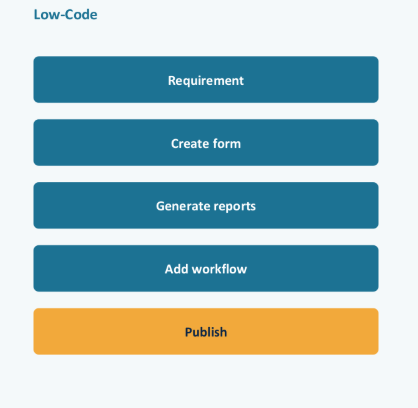 Low-Code
Requirement
Create form
Generate reports
Add workflow
Publish